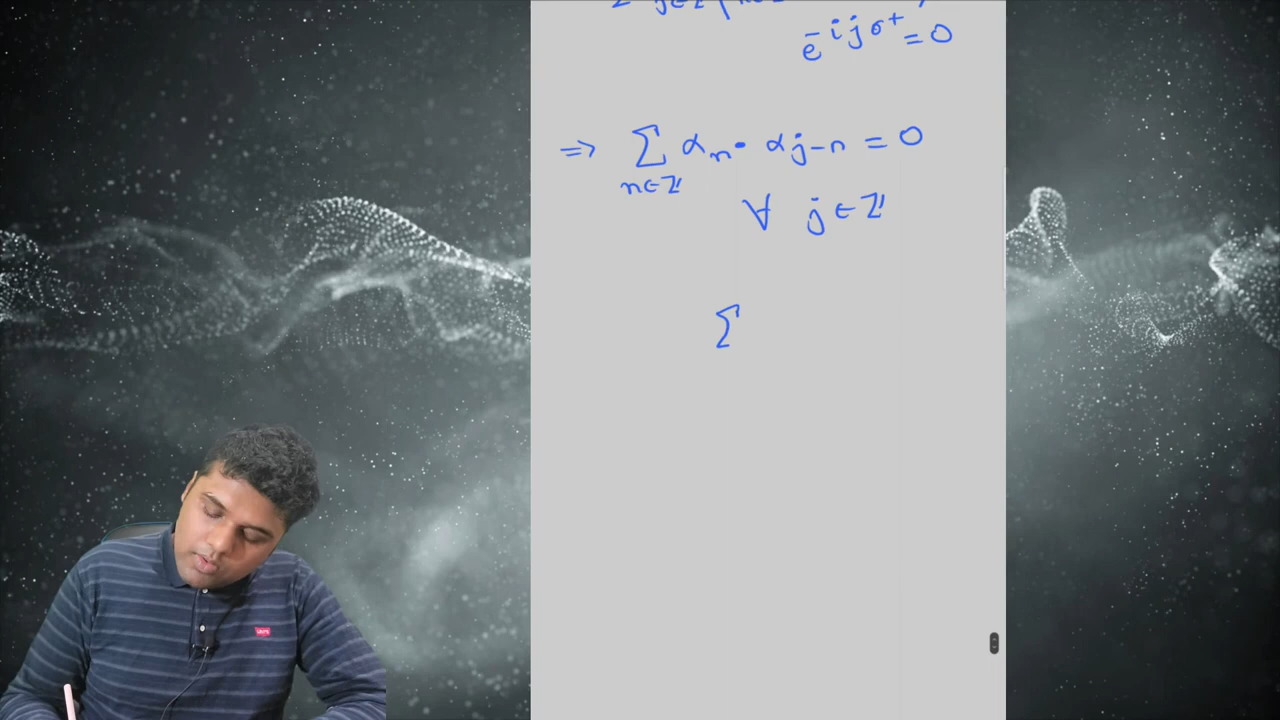 e^{-ijσ^+} = 0
⇒ ∑ α_n · α_{j-n} = 0
n∈ℤ
∀ j∈ℤ
∑